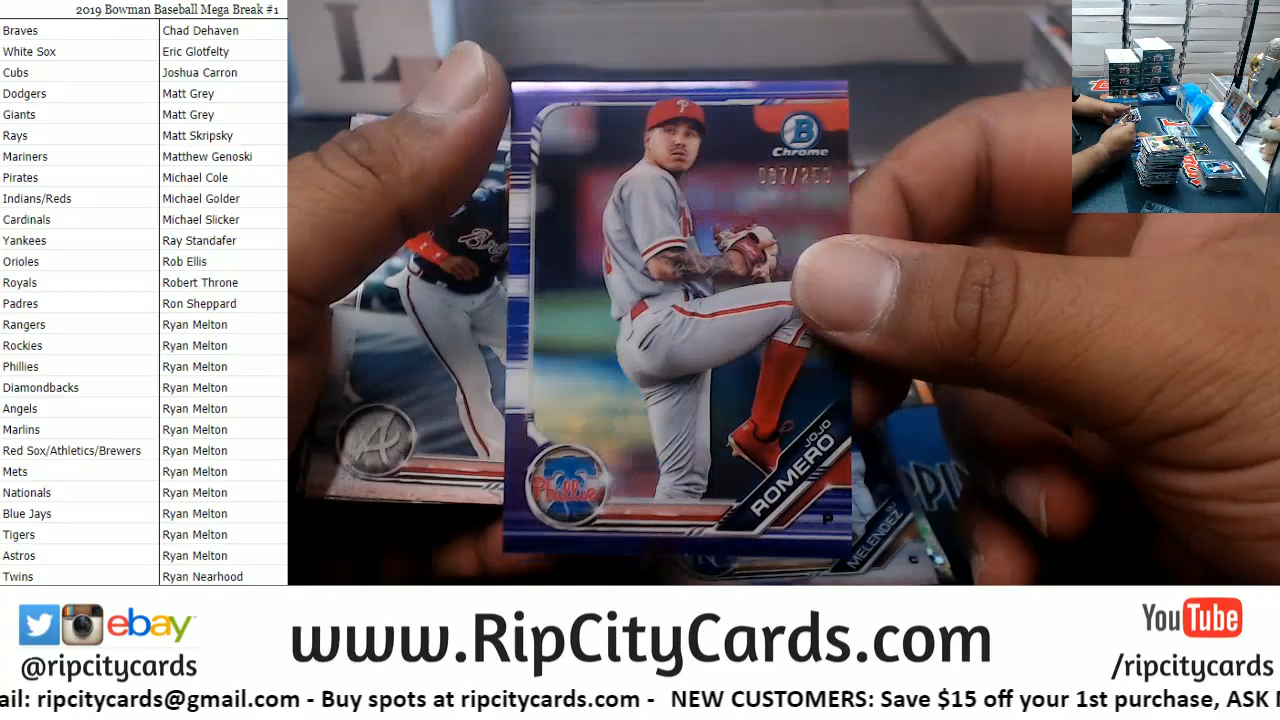 2019 Bowman Baseball Mega Break #1
Braves Chad Dehaven
White Sox Eric Glotfelty
Cubs Joshua Carron
Dodgers Matt Grey
Giants Matt Grey
Rays Matt Skripsky
Mariners Matthew Genoski
Pirates Michael Cole
Indians/Reds Michael Golder
Cardinals Michael Slicker
Yankees Ray Standafer
Orioles Rob Ellis
Royals Robert Throne
Padres Ron Sheppard
Rangers Ryan Melton
Rockies Ryan Melton
Phillies Ryan Melton
Diamondbacks Ryan Melton
Angels Ryan Melton
Marlins Ryan Melton
Red Sox/Athletics/Brewers Ryan Melton
Mets Ryan Melton
Nationals Ryan Melton
Blue Jays Ryan Melton
Tigers Ryan Melton
Astros Ryan Melton
Twins Ryan Nearhood
P
B
Chrome
Phillies
JOJO
ROMERO
P
A
MELENDEZ
C
ebay
@ripcitycards
www.RipCityCards.com
YouTube
/ripcitycards
ail: ripcitycards@gmail.com - Buy spots at ripcitycards.com - NEW CUSTOMERS: Save $15 off your 1st purchase, ASK